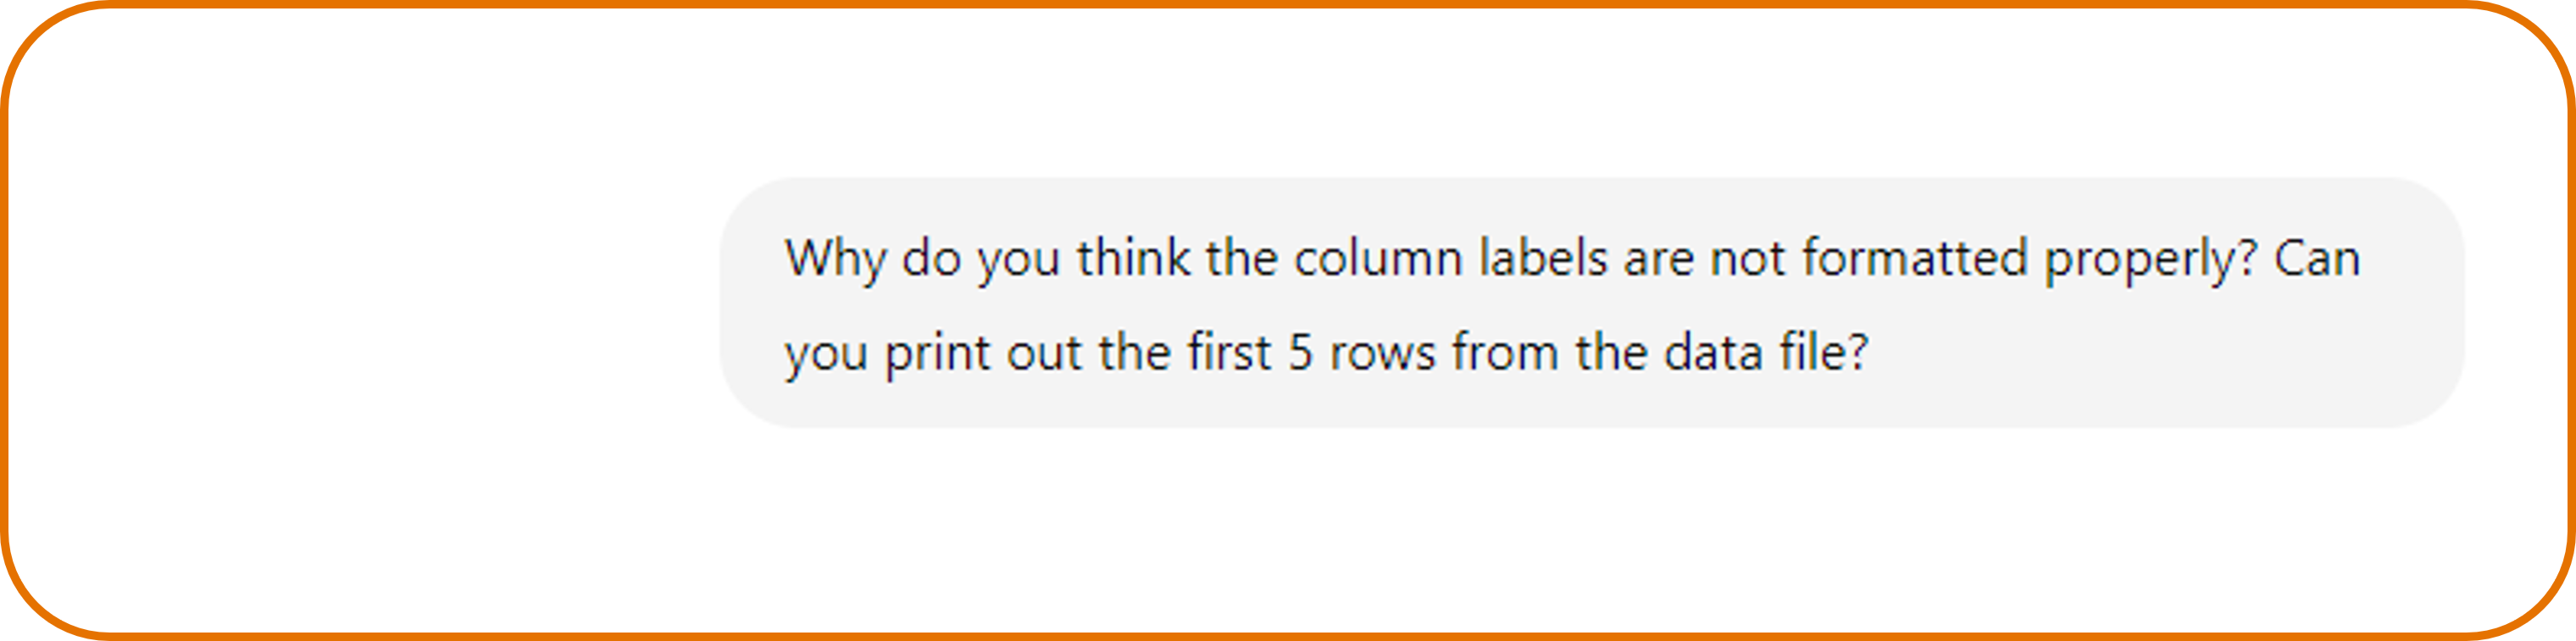 Why do you think the column labels are not formatted properly? Can
you print out the first 5 rows from the data file?